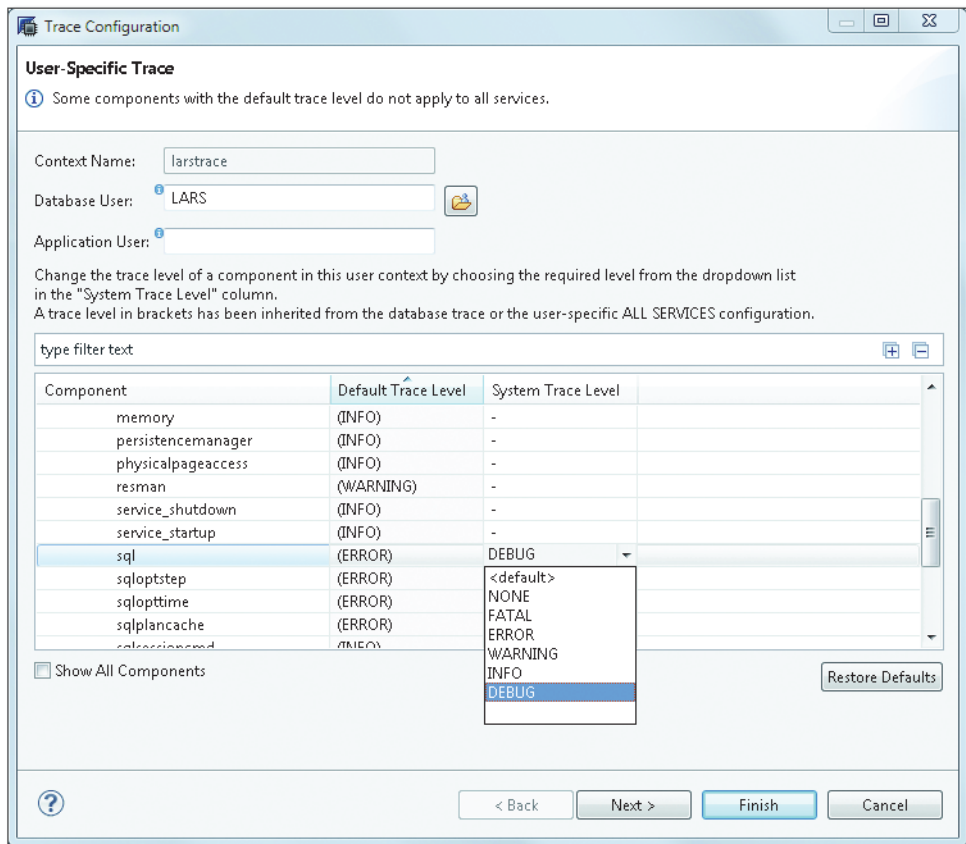 Trace Configuration
User-Specific Trace
Some components with the default trace level do not apply to all services.
Context Name: larstrace
Database User: LARS
Application User:
Change the trace level of a component in this user context by choosing the required level from the dropdown list
in the "System Trace Level" column.
A trace level in brackets has been inherited from the database trace or the user-specific ALL SERVICES configuration.
type filter text
Component Default Trace Level System Trace Level
memory (INFO) -
persistencemanager (INFO) -
physicalpageaccess (INFO) -
resman (WARNING) -
service_shutdown (INFO) -
service_startup (INFO) -
sql (ERROR) DEBUG
sqloptstep (ERROR) <default>
sqlopttime (ERROR) NONE
sqlplancache (ERROR) FATAL
ERROR
WARNING
INFO
DEBUG
Show All Components
Restore Defaults
< Back Next > Finish Cancel